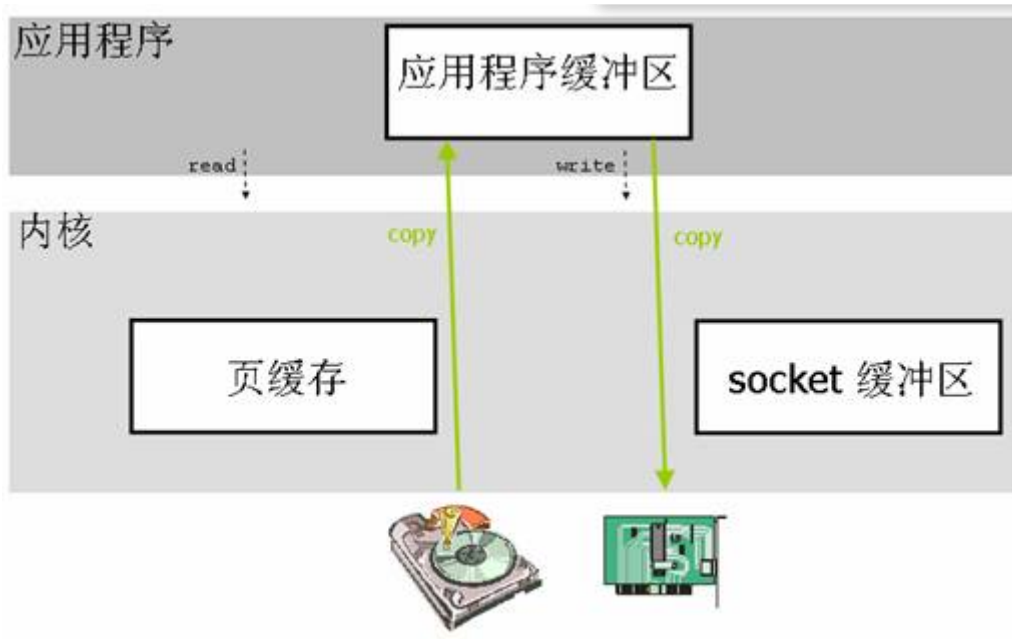 应用程序
应用程序缓冲区
read
write
内核
copy
copy
页缓存
socket 缓冲区